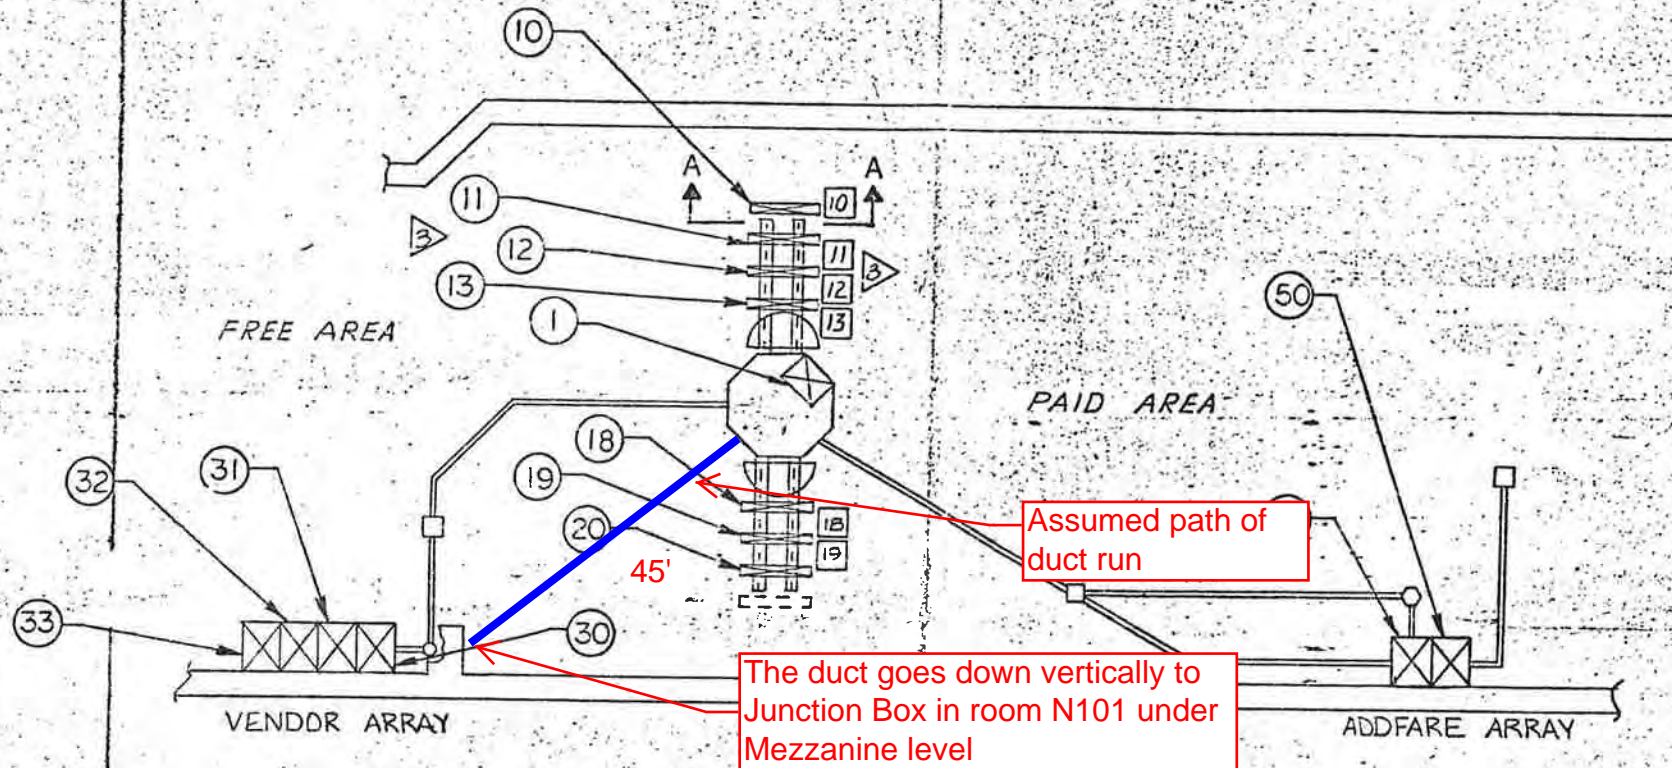 10
A
A
10
11
3
11
12
3
12
13
13
50
1
FREE AREA
PAID AREA
18
31
32
19
18
Assumed path of
duct run
20
19
45'
33
30
The duct goes down vertically to
Junction Box in room N101 under
Mezzanine level
VENDOR ARRAY
ADDFARE ARRAY